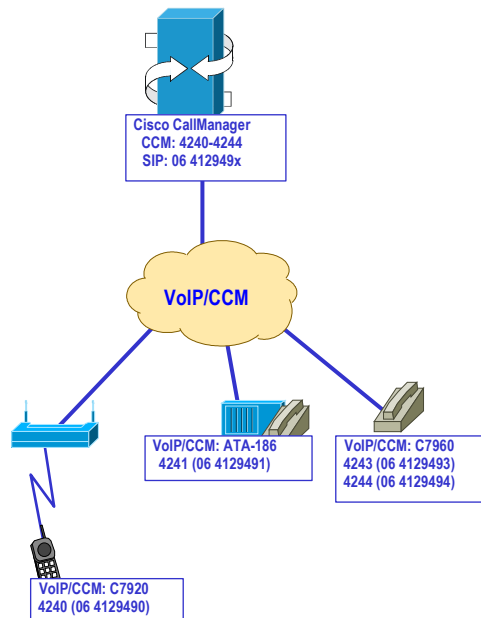 Cisco CallManager
CCM: 4240-4244
SIP: 06 412949x
VoIP/CCM
VoIP/CCM: ATA-186
4241 (06 4129491)
VoIP/CCM: C7960
4243 (06 4129493)
4244 (06 4129494)
VoIP/CCM: C7920
4240 (06 4129490)